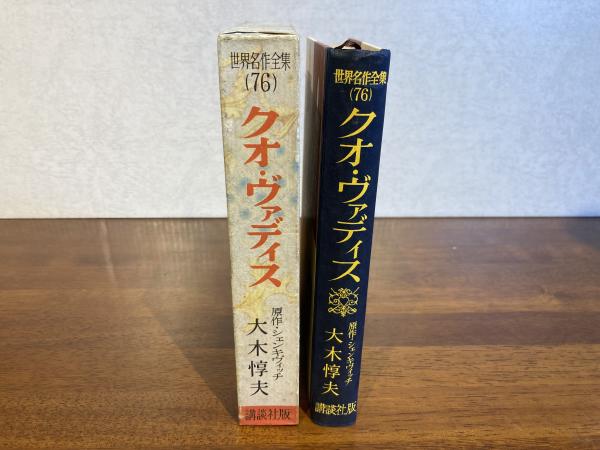 世界名作全集
(76)
クオ・ヴァディス
原作・シェンキヴィッチ
大木惇夫
講談社版
世界名作全集
(76)
クオ・ヴァディス
原作・シェンキヴィッチ
大木惇夫
講談社版